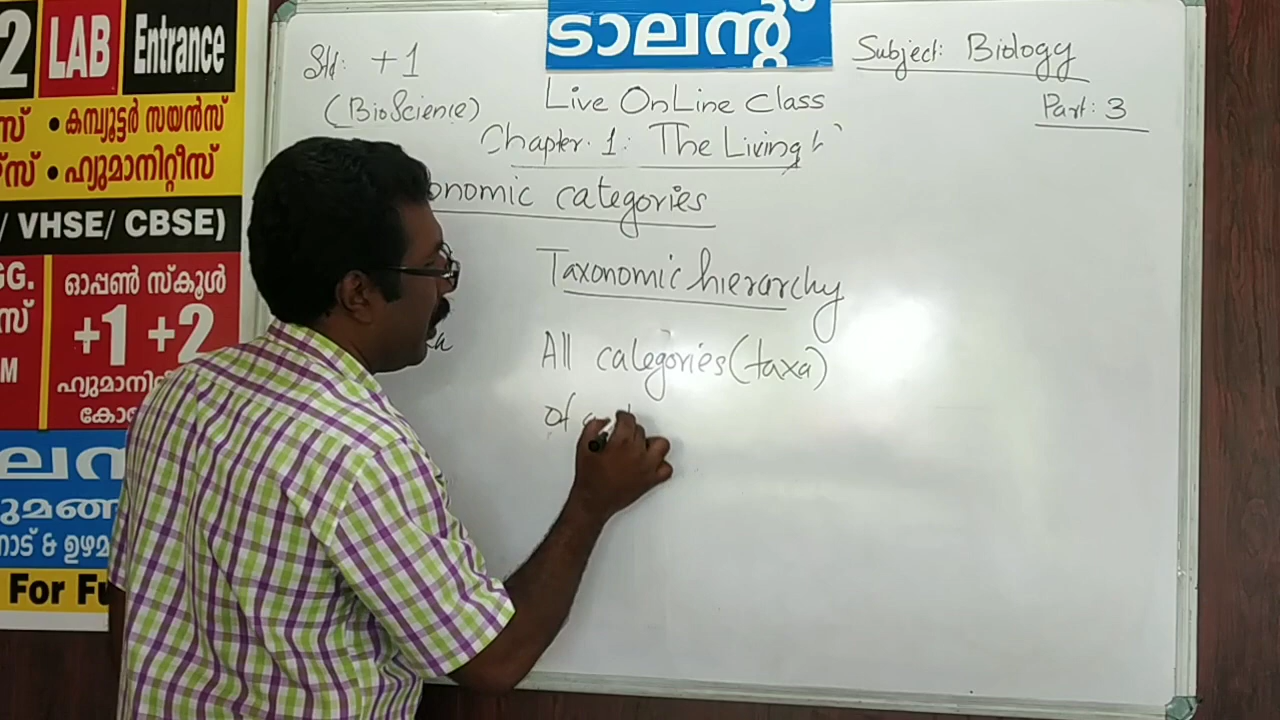 2 LAB Entrance
സ് • കമ്പ്യൂട്ടർ സയൻസ്
സ് • ഹ്യുമാനിറ്റീസ്
/ VHSE/ CBSE)
GG.
സ്
M
ഓപ്പൺ സ്കൂൾ
+1 +2
ഹ്യുമാനി
കോ
ലന
ുമങ്ങ
നാട് & ഉഴമ
For Fu
ടാലന്റ്
Std: +1
(BioScience)
Subject: Biology
Part: 3
Live OnLine Class
Chapter. 1: The Living
onomic categories
Taxonomic hierarchy
All categories (taxa)
of